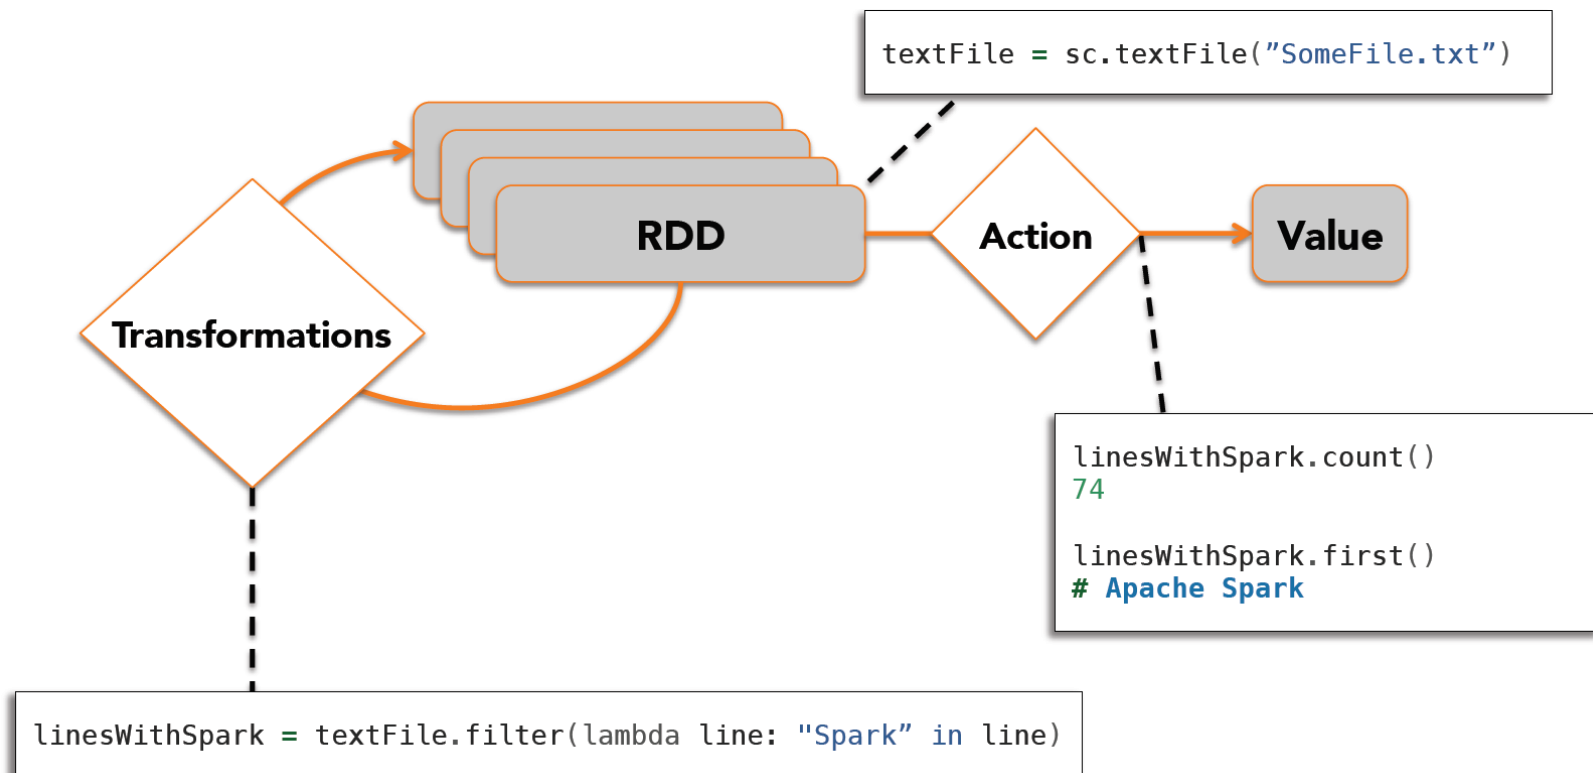 textFile = sc.textFile(”SomeFile.txt”)
RDD
Action
Value
Transformations
linesWithSpark.count()
74
linesWithSpark.first()
# Apache Spark
linesWithSpark = textFile.filter(lambda line: "Spark” in line)